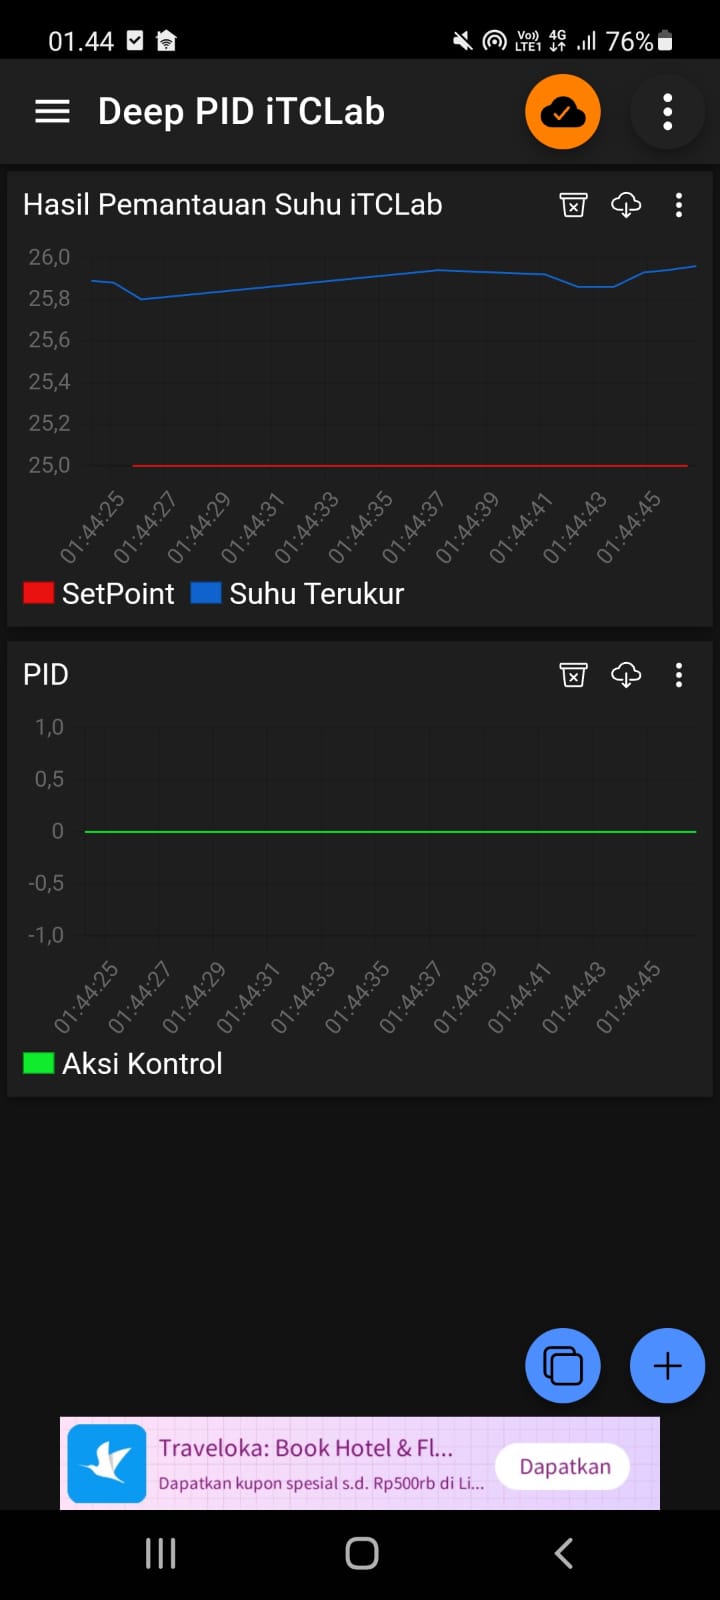 01.44
Vo)) LTE1 4G 76%
Deep PID iTCLab
Hasil Pemantauan Suhu iTCLab
26,0
25,8
25,6
25,4
25,2
25,0
01:44:25 01:44:27 01:44:29 01:44:31 01:44:33 01:44:35 01:44:37 01:44:39 01:44:41 01:44:43 01:44:45
SetPoint Suhu Terukur
PID
1,0
0,5
0
-0,5
-1,0
01:44:25 01:44:27 01:44:29 01:44:31 01:44:33 01:44:35 01:44:37 01:44:39 01:44:41 01:44:43 01:44:45
Aksi Kontrol
Traveloka: Book Hotel & Fl...
Dapatkan kupon spesial s.d. Rp500rb di Li...
Dapatkan